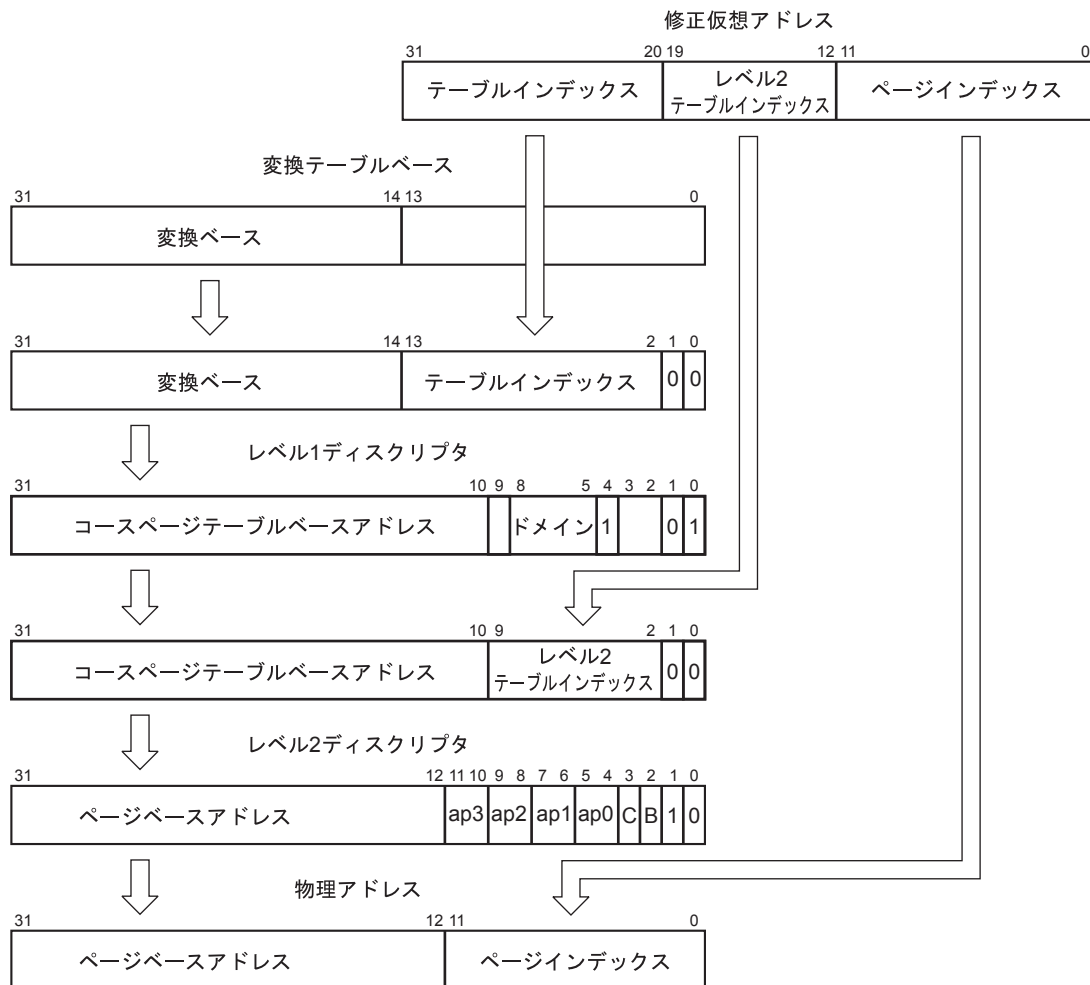 修正仮想アドレス
31 20 19 12 11 0
テーブルインデックス レベル2 テーブルインデックス ページインデックス
変換テーブルベース
31 14 13 0
変換ベース
31 14 13 2 1 0
変換ベース テーブルインデックス 0 0
レベル1ディスクリプタ
31 10 9 8 5 4 3 2 1 0
コースページテーブルベースアドレス ドメイン 1 0 1
31 10 9 2 1 0
コースページテーブルベースアドレス レベル2 テーブルインデックス 0 0
レベル2ディスクリプタ
31 12 11 10 9 8 7 6 5 4 3 2 1 0
ページベースアドレス ap3 ap2 ap1 ap0 C B 1 0
物理アドレス
31 12 11 0
ページベースアドレス ページインデックス